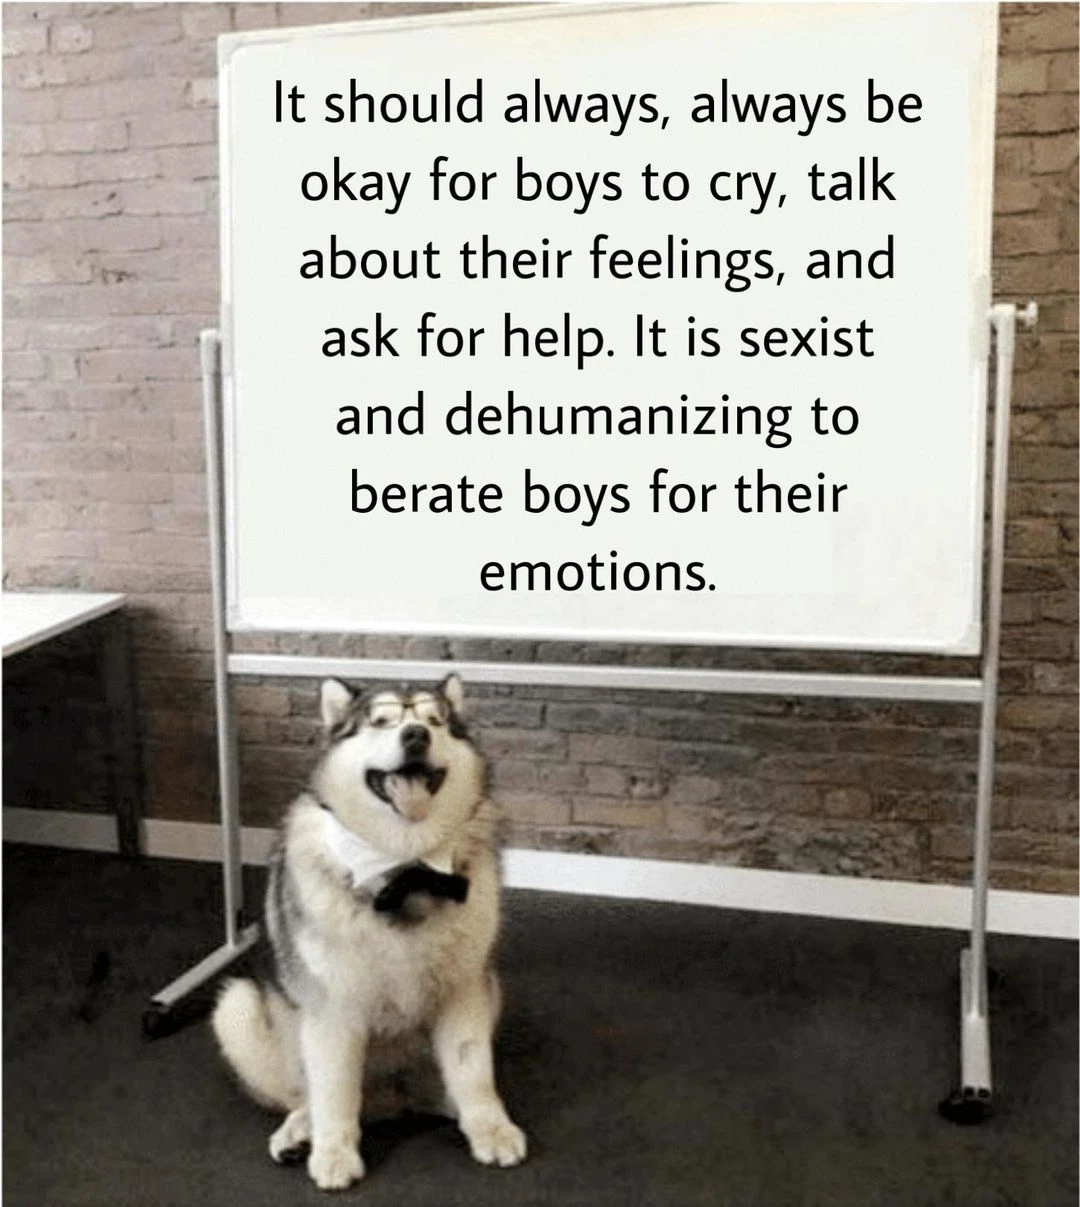 It should always, always be
okay for boys to cry, talk
about their feelings, and
ask for help. It is sexist
and dehumanizing to
berate boys for their
emotions.